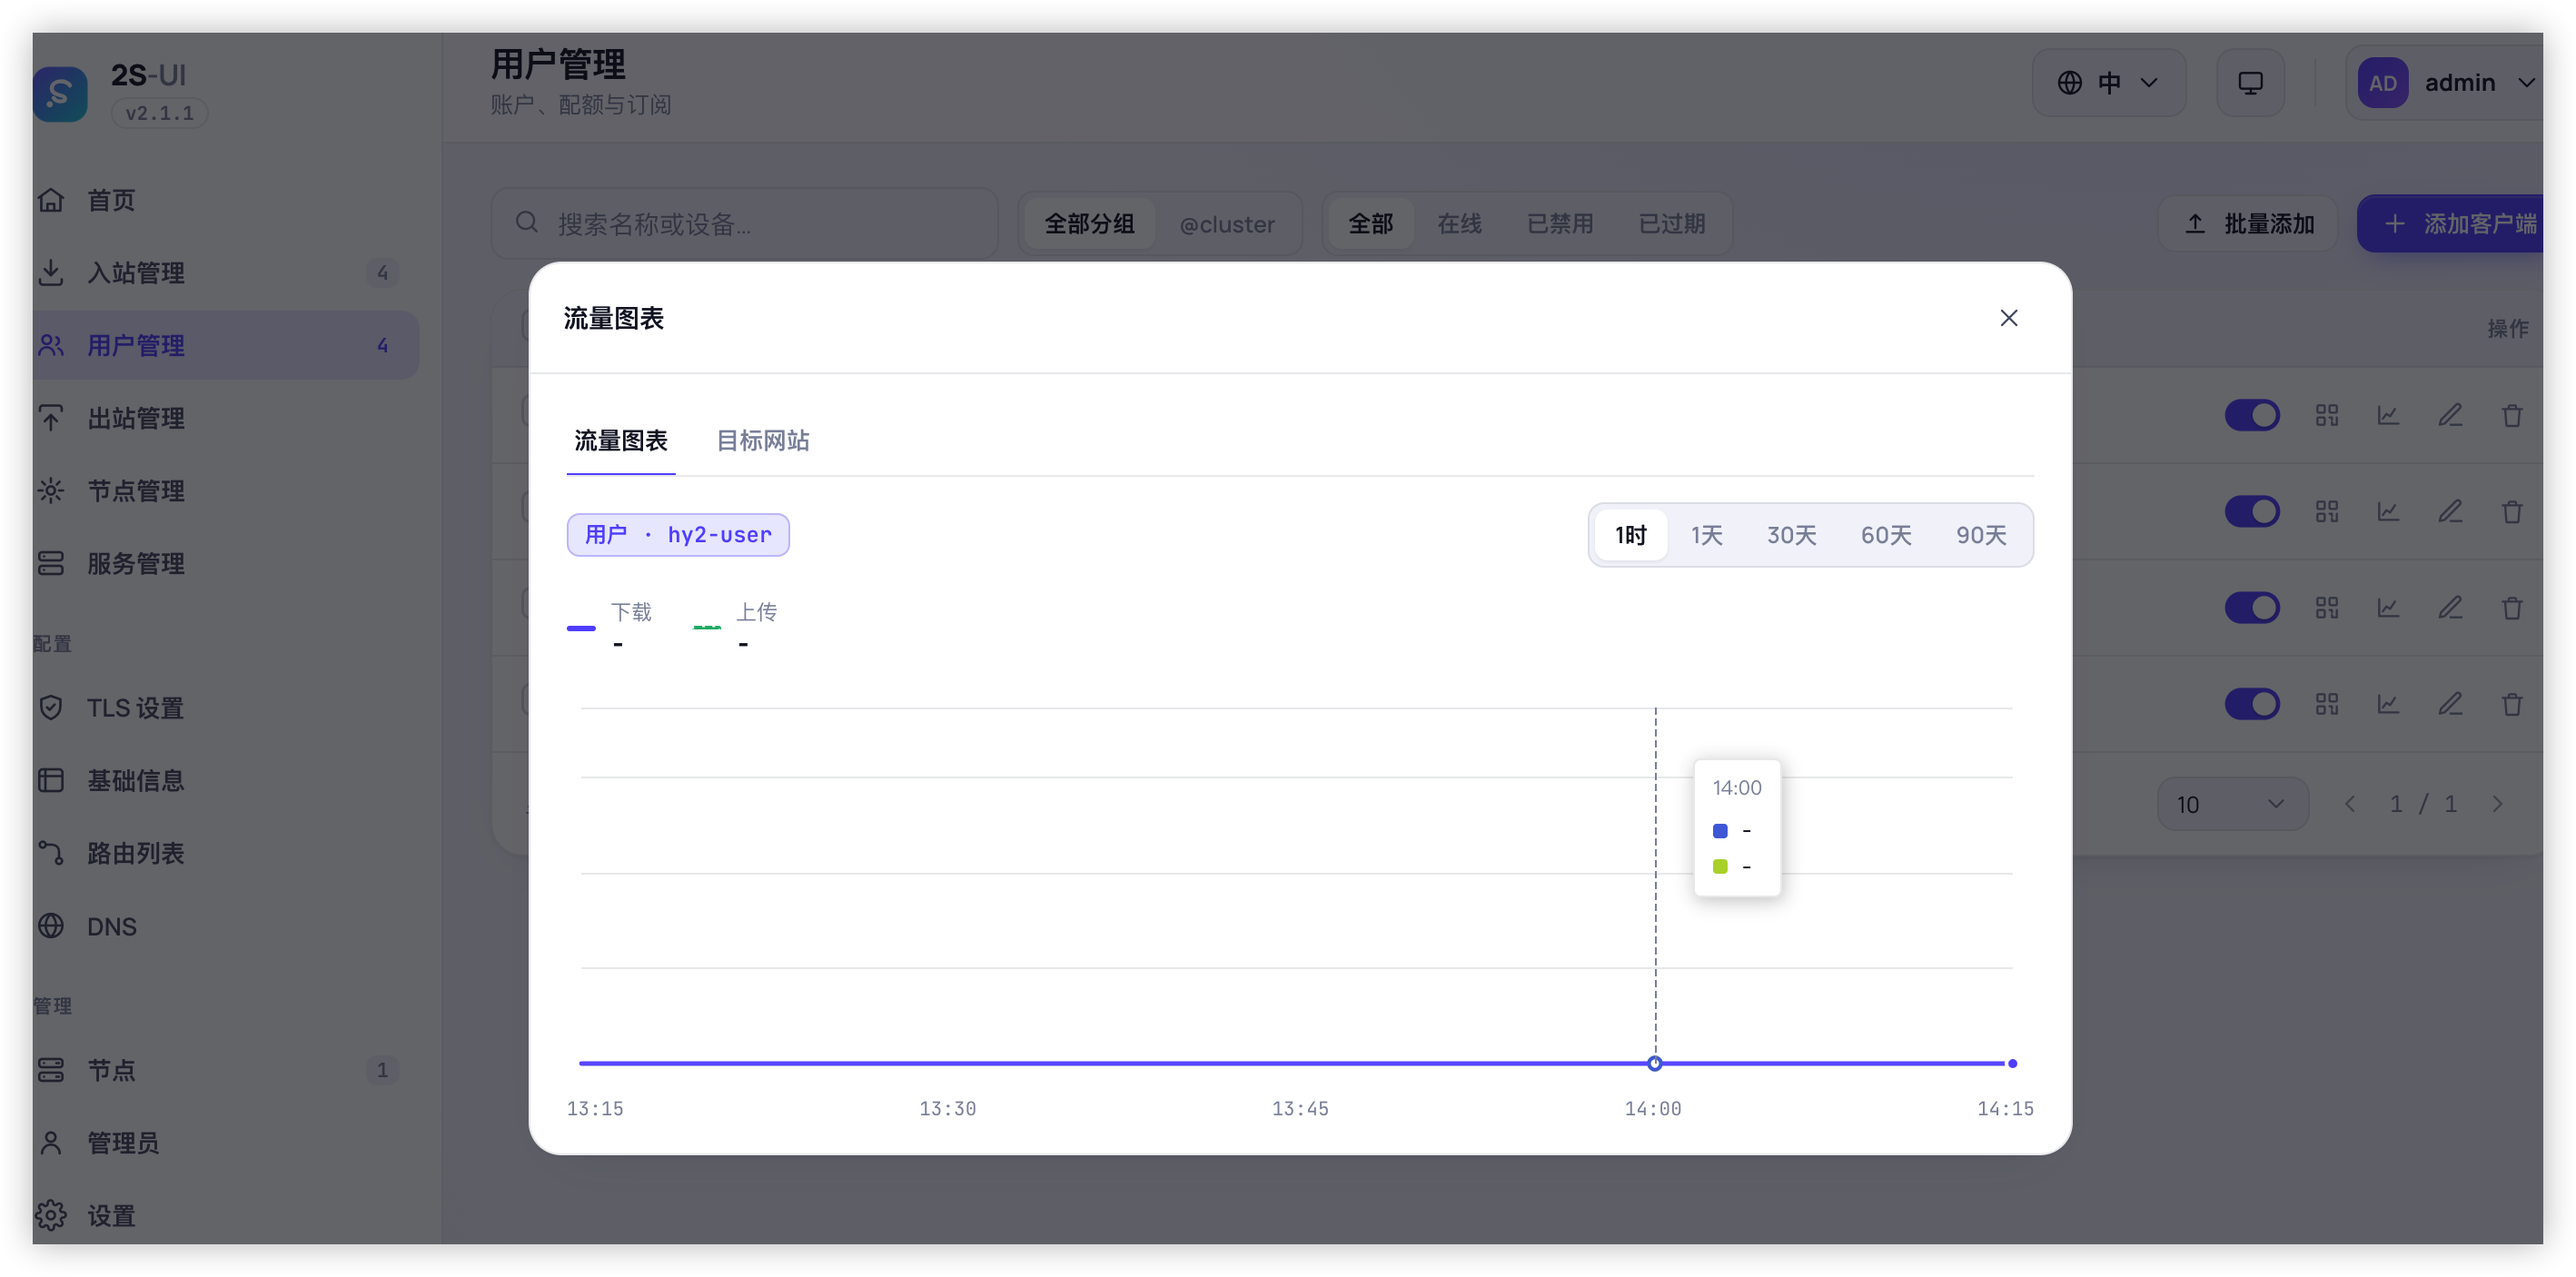 2S-UI
v2.1.1
首页
入站管理 4
用户管理 4
出站管理
节点管理
服务管理
配置
TLS 设置
基础信息
路由列表
DNS
管理
节点 1
管理员
设置
用户管理
账户、配额与订阅
中
AD admin
搜索名称或设备...
全部分组 @cluster
全部 在线 已禁用 已过期
批量添加
添加客户端
操作
10
1 / 1
流量图表
流量图表 目标网站
用户 · hy2-user
1时 1天 30天 60天 90天
下载 上传
- -
14:00
-
-
13:15 13:30 13:45 14:00 14:15